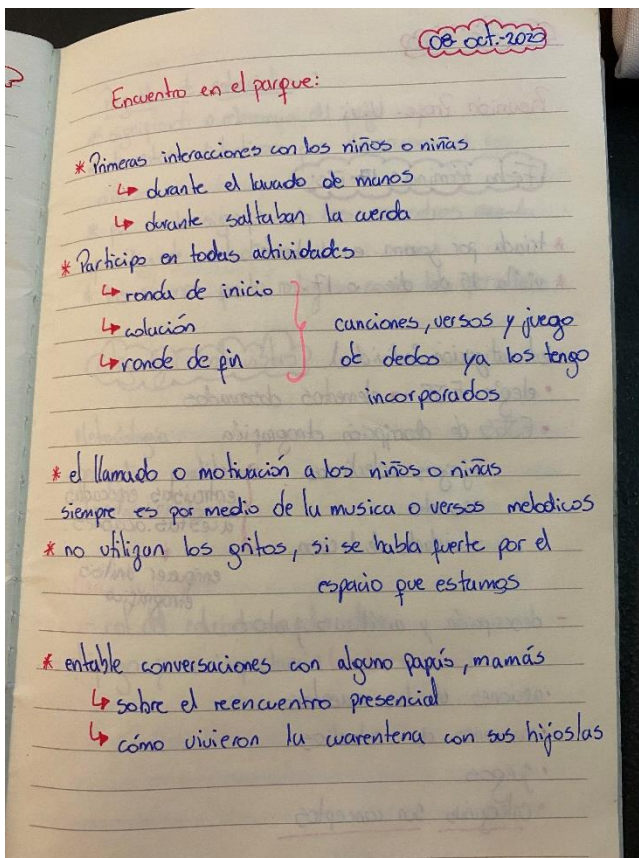 08 oct.-2020
Encuentro en el parque:
* Primeras interacciones con los niños o niñas
↳ durante el lavado de manos
↳ durante saltaban la cuerda
* Participo en todas actividades
↳ ronda de inicio
↳ colución canciones, versos y juego
↳ ronde de fin de dedos ya los tengo
incorporados
* el llamado o motivación a los niños o niñas
siempre es por medio de la musica o versos melodicos
* no utilizan los gritos, si se habla fuerte por el
espacio que estamos
* entable conversaciones con alguno papás, mamás
↳ sobre el reencuentro presencial
↳ cómo vivieron la cuarentena con sus hijos/as